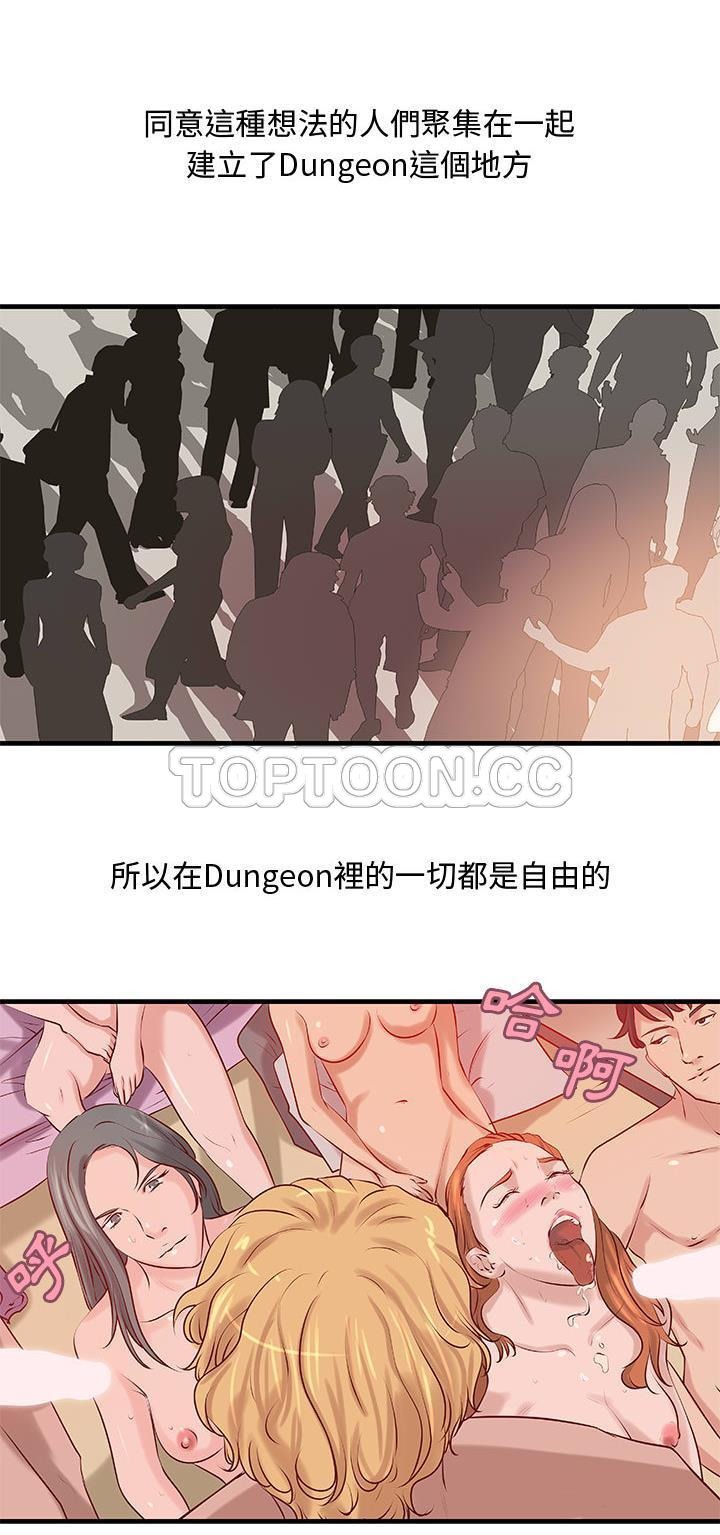 同意這種想法的人們聚集在一起
建立了Dungeon這個地方
TOPTOON.CC
所以在Dungeon裡的一切都是自由的
哈
啊
呼